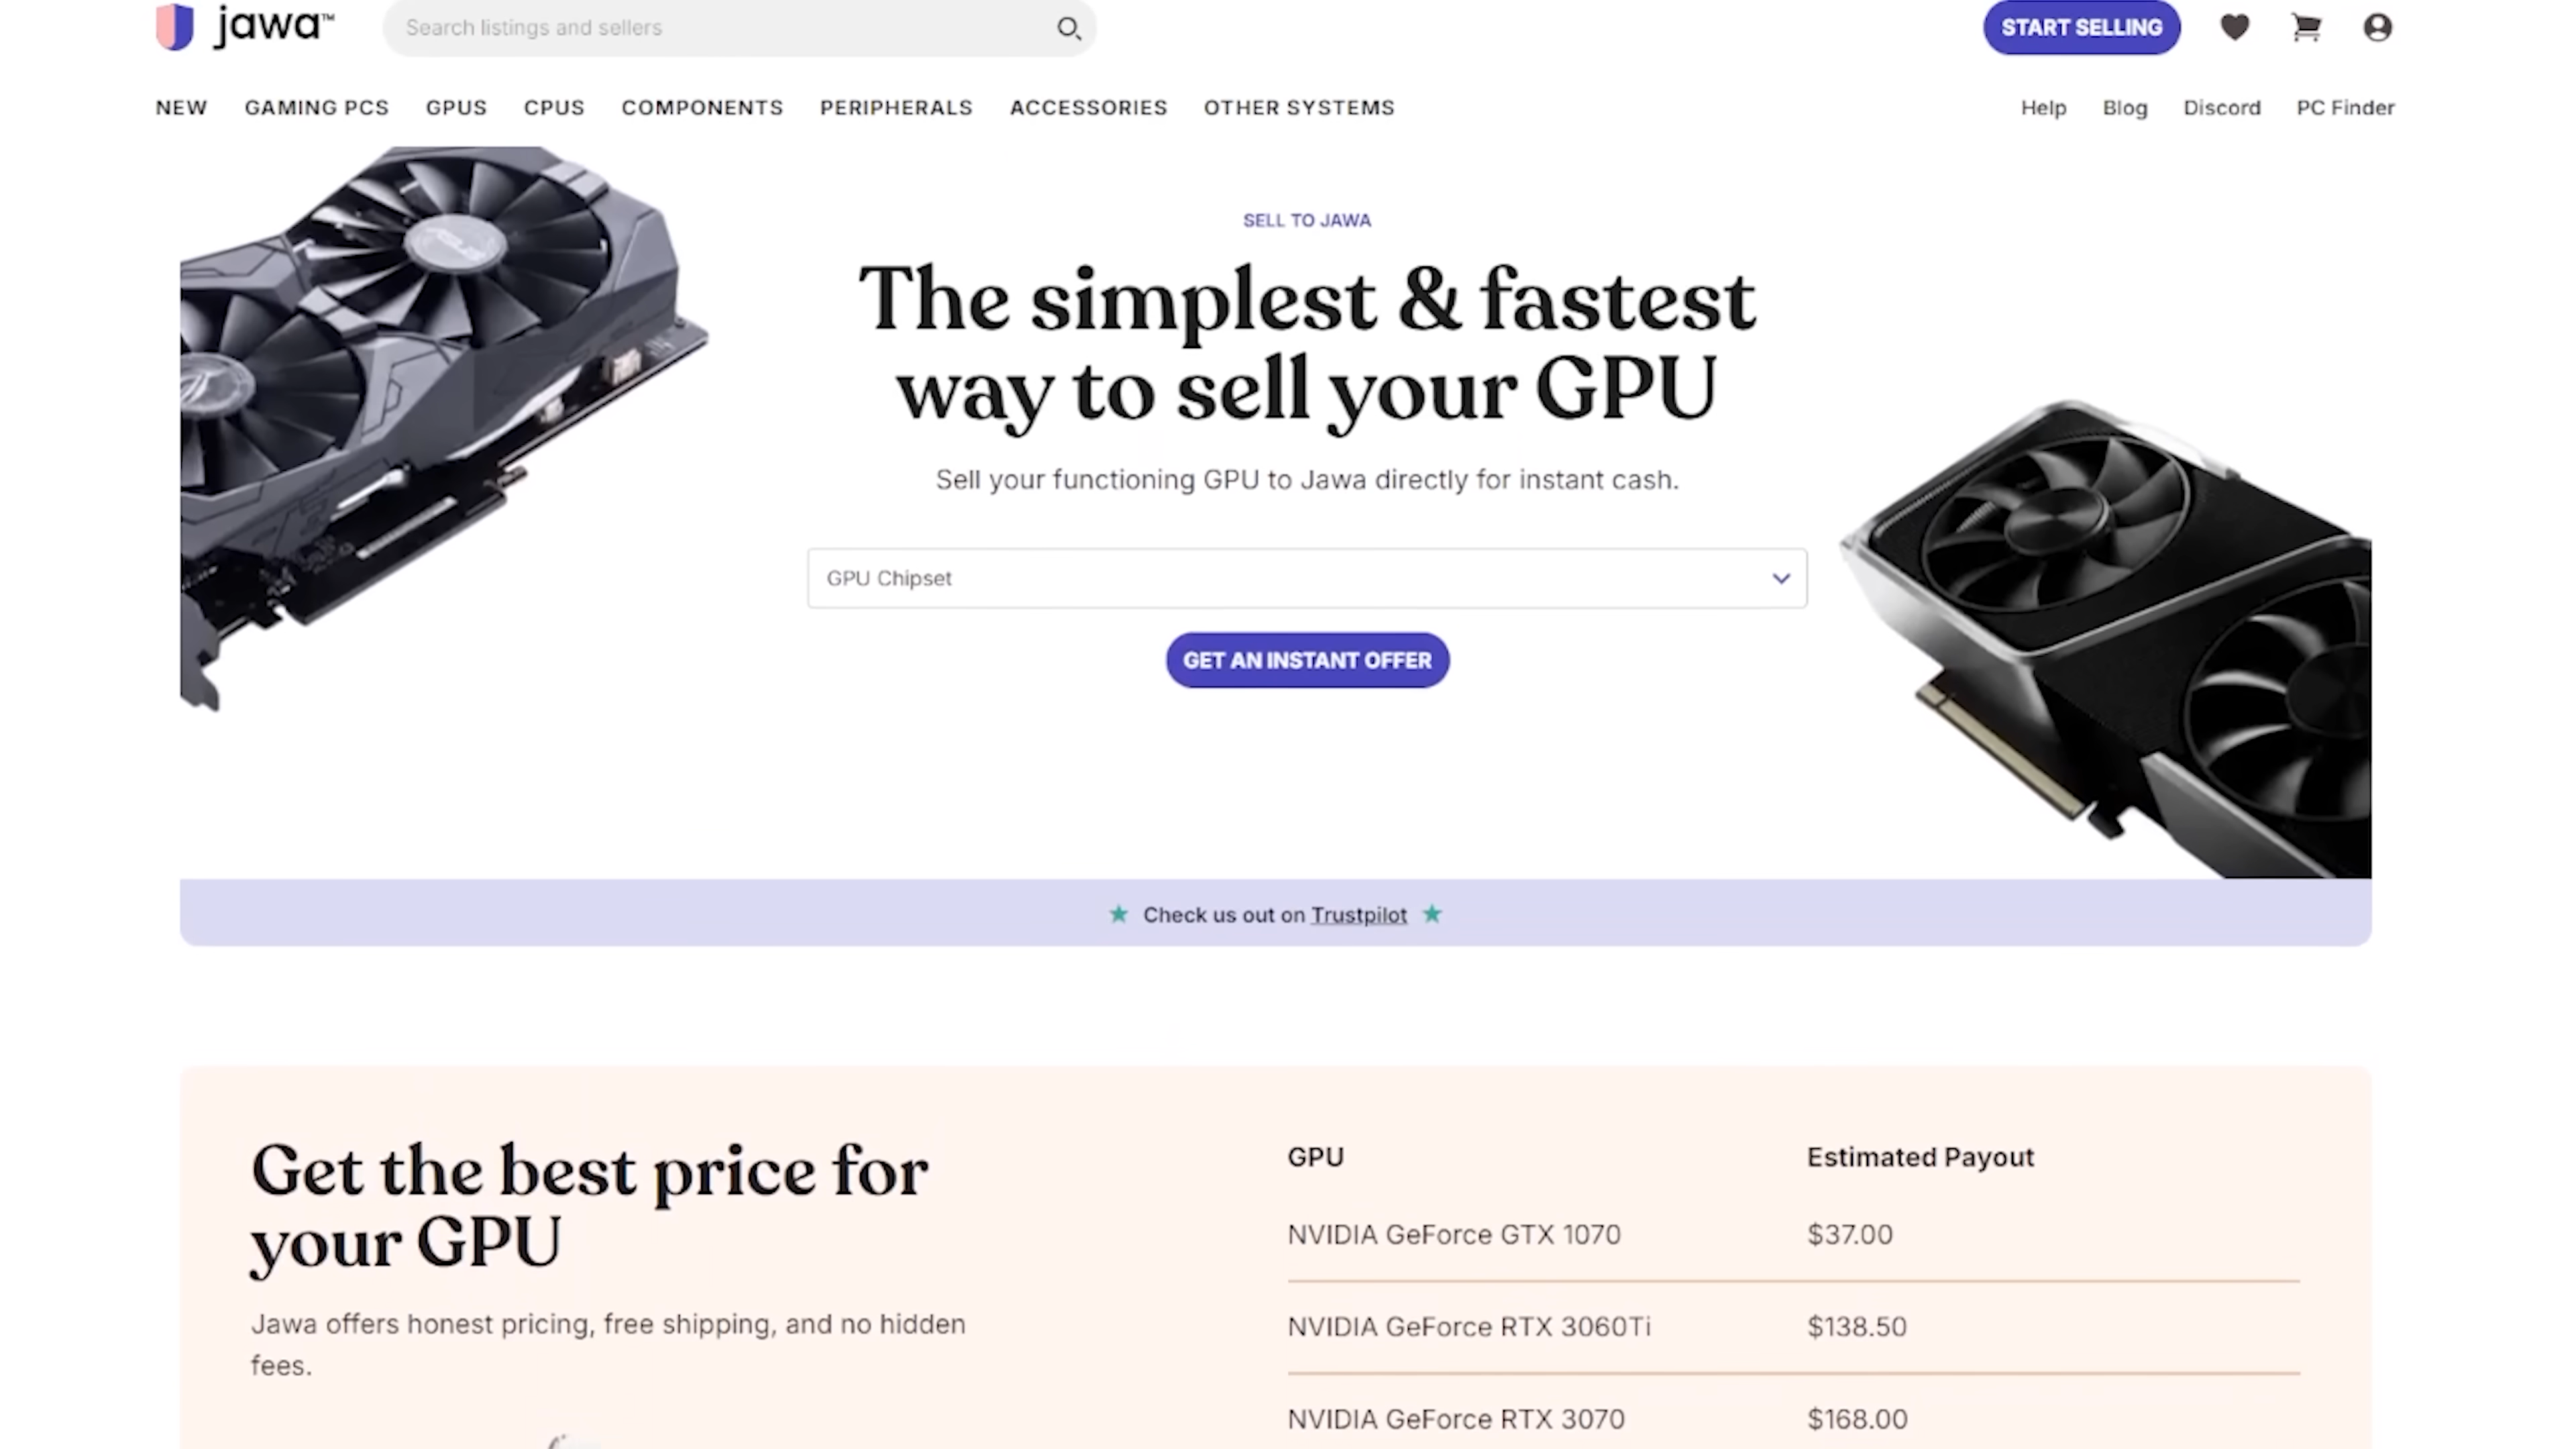 jawa™
Search listings and sellers
START SELLING
NEW GAMING PCS GPUS CPUS COMPONENTS PERIPHERALS ACCESSORIES OTHER SYSTEMS
Help Blog Discord PC Finder
SELL TO JAWA
The simplest & fastest
way to sell your GPU
Sell your functioning GPU to Jawa directly for instant cash.
GPU Chipset
GET AN INSTANT OFFER
Check us out on Trustpilot
Get the best price for
your GPU
Jawa offers honest pricing, free shipping, and no hidden
fees.
GPU Estimated Payout
NVIDIA GeForce GTX 1070 $37.00
NVIDIA GeForce RTX 3060Ti $138.50
NVIDIA GeForce RTX 3070 $168.00